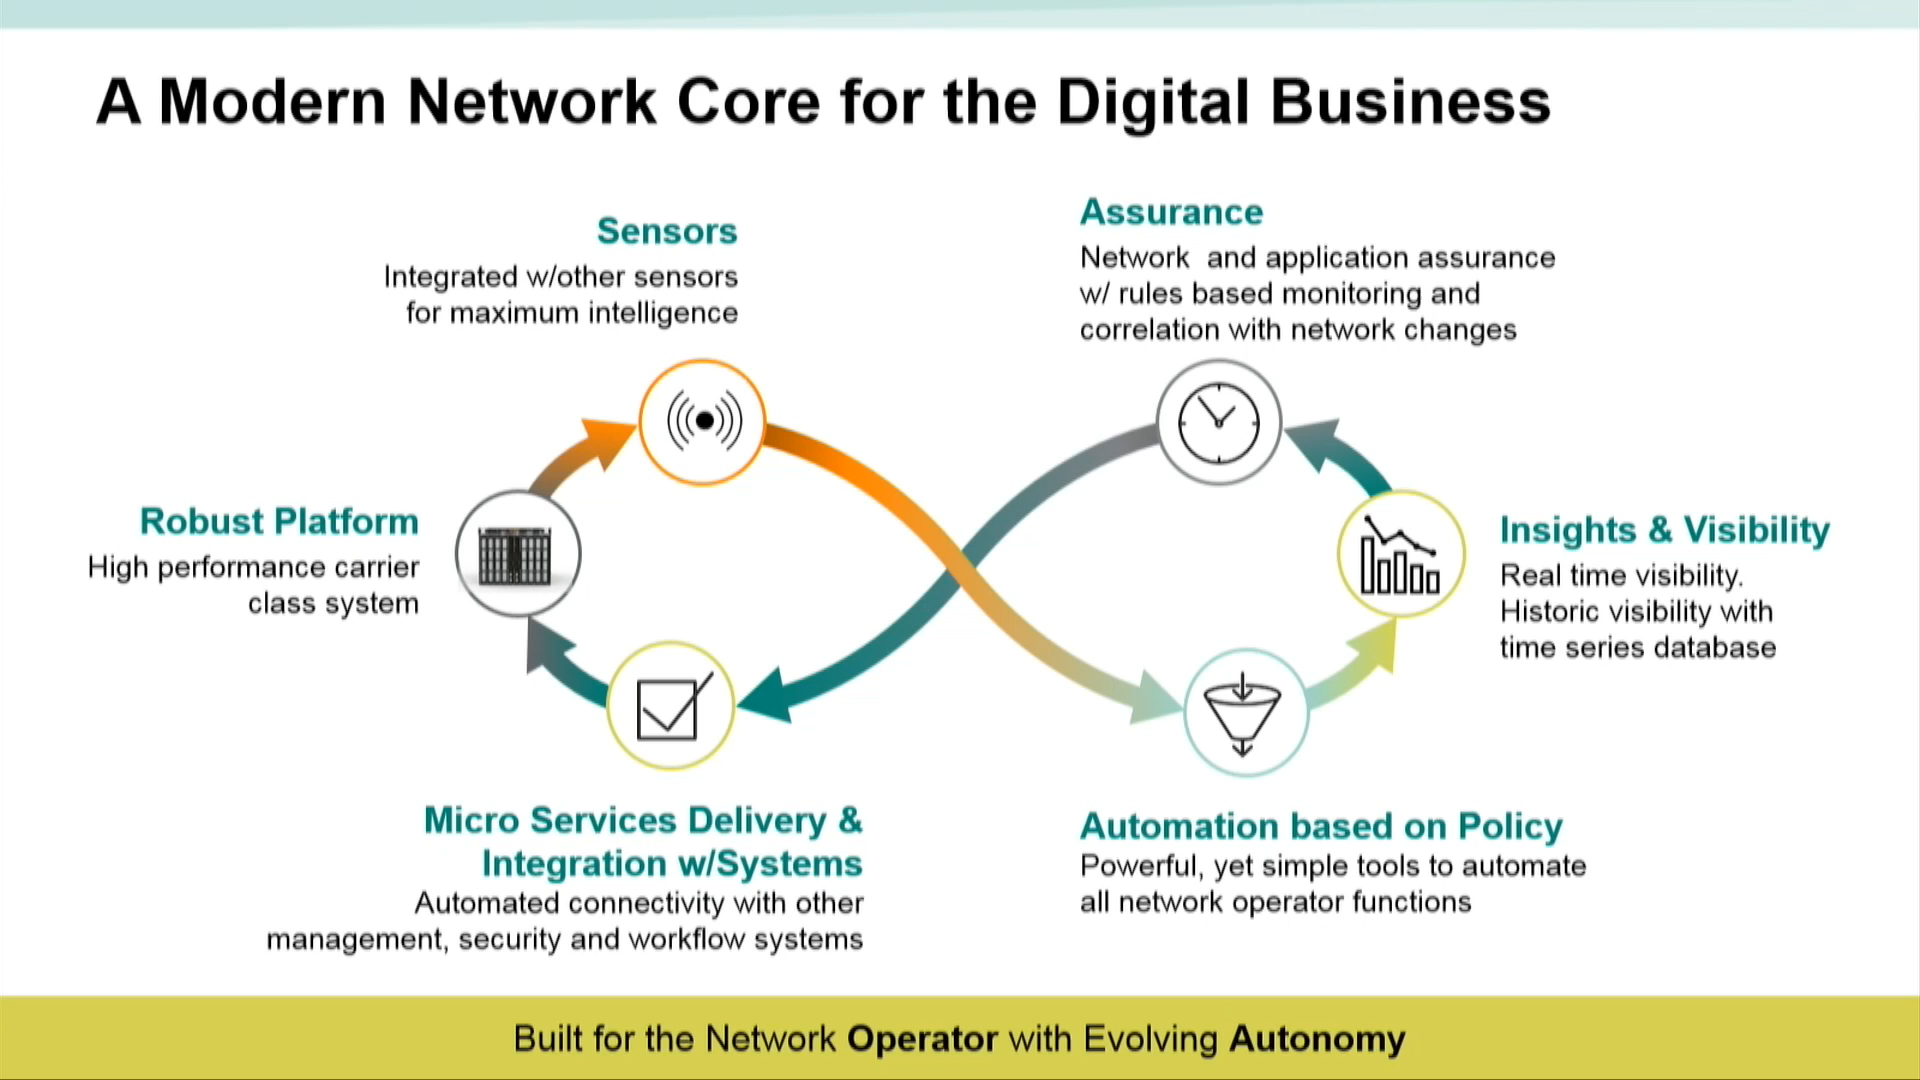 A Modern Network Core for the Digital Business
Sensors
Integrated w/other sensors
for maximum intelligence
Assurance
Network and application assurance
w/ rules based monitoring and
correlation with network changes
Robust Platform
High performance carrier
class system
Insights & Visibility
Real time visibility.
Historic visibility with
time series database
Micro Services Delivery &
Integration w/Systems
Automated connectivity with other
management, security and workflow systems
Automation based on Policy
Powerful, yet simple tools to automate
all network operator functions
Built for the Network Operator with Evolving Autonomy